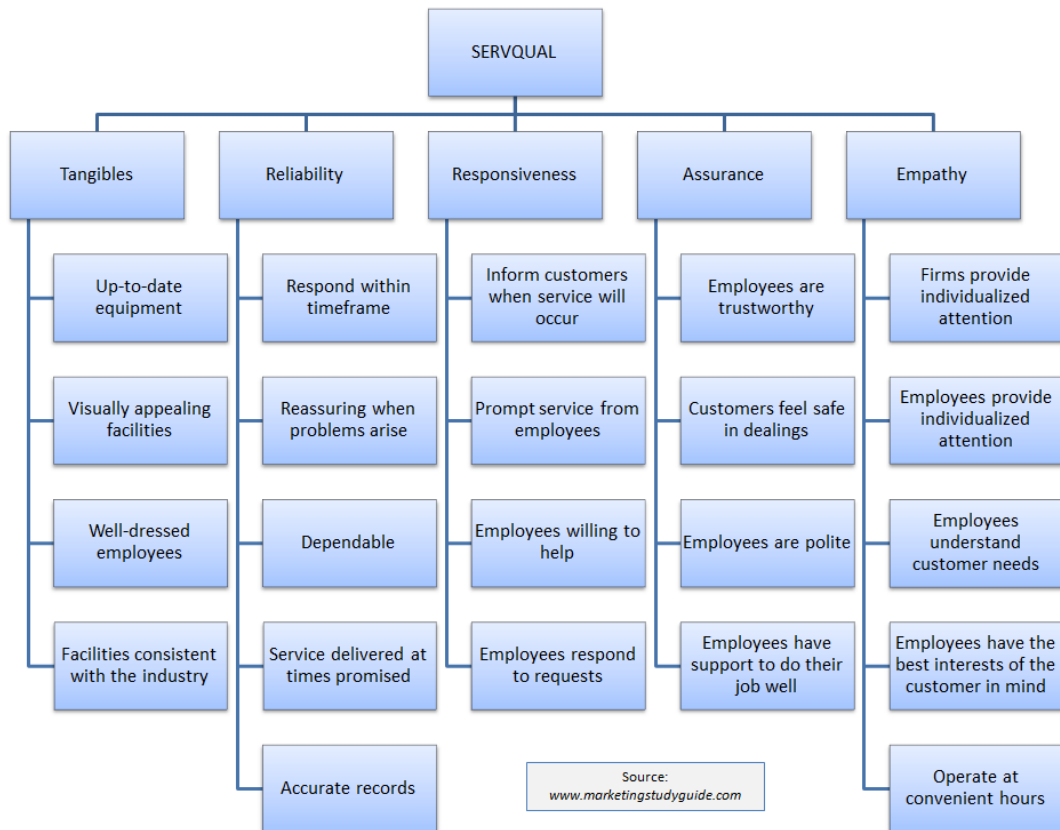 SERVQUAL
Tangibles
Reliability
Responsiveness
Assurance
Empathy
Up-to-date
equipment
Respond within
timeframe
Inform customers
when service will
occur
Employees are
trustworthy
Firms provide
individualized
attention
Visually appealing
facilities
Reassuring when
problems arise
Prompt service from
employees
Customers feel safe
in dealings
Employees provide
individualized
attention
Well-dressed
employees
Dependable
Employees willing to
help
Employees are polite
Employees
understand
customer needs
Facilities consistent
with the industry
Service delivered at
times promised
Employees respond
to requests
Employees have
support to do their
job well
Employees have the
best interests of the
customer in mind
Accurate records
Source:
www.marketingstudyguide.com
Operate at
convenient hours